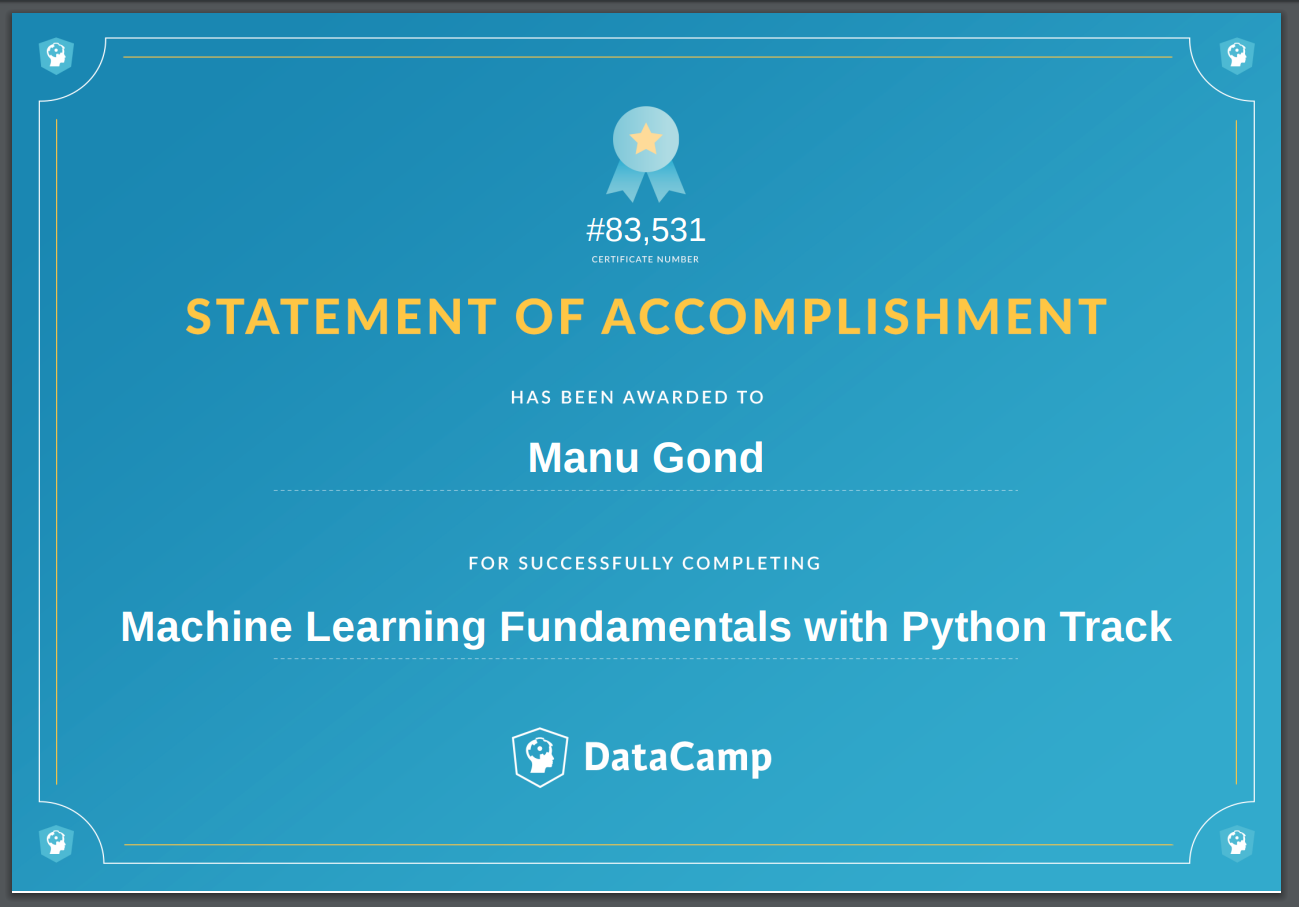 #83,531
CERTIFICATE NUMBER
STATEMENT OF ACCOMPLISHMENT
HAS BEEN AWARDED TO
Manu Gond
FOR SUCCESSFULLY COMPLETING
Machine Learning Fundamentals with Python Track
DataCamp